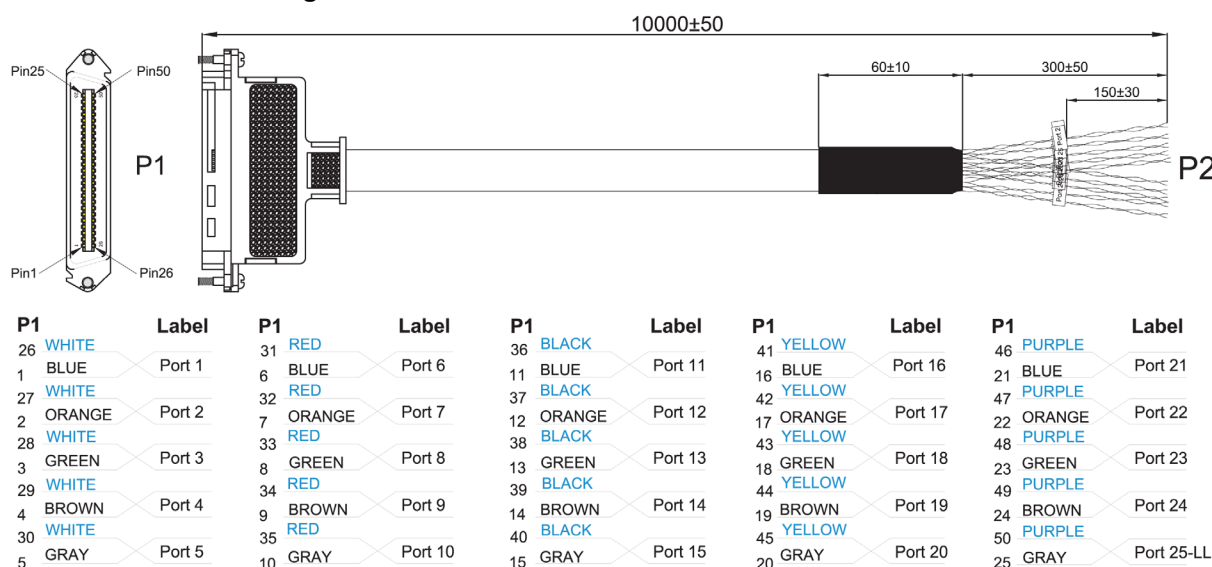 10000±50
60±10
300±50
150±30
Pin25
Pin50
P1
P2
Pin1
Pin26
25
50
1
26
Port 2
P1 Label
26 WHITE
1 BLUE Port 1
27 WHITE
2 ORANGE Port 2
28 WHITE
3 GREEN Port 3
29 WHITE
4 BROWN Port 4
30 WHITE
5 GRAY Port 5
P1 Label
31 RED
6 BLUE Port 6
32 RED
7 ORANGE Port 7
33 RED
8 GREEN Port 8
34 RED
9 BROWN Port 9
35 RED
10 GRAY Port 10
P1 Label
36 BLACK
11 BLUE Port 11
37 BLACK
12 ORANGE Port 12
38 BLACK
13 GREEN Port 13
39 BLACK
14 BROWN Port 14
40 BLACK
15 GRAY Port 15
P1 Label
41 YELLOW
16 BLUE Port 16
42 YELLOW
17 ORANGE Port 17
43 YELLOW
18 GREEN Port 18
44 YELLOW
19 BROWN Port 19
45 YELLOW
20 GRAY Port 20
P1 Label
46 PURPLE
21 BLUE Port 21
47 PURPLE
22 ORANGE Port 22
48 PURPLE
23 GREEN Port 23
49 PURPLE
24 BROWN Port 24
50 PURPLE
25 GRAY Port 25-LL